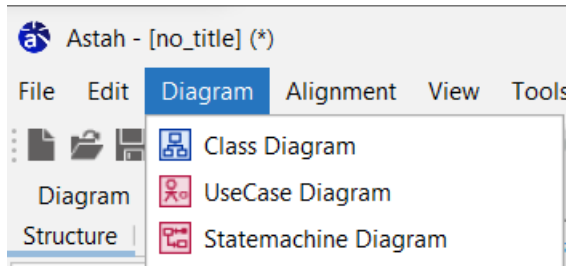 Astah - [no_title] (*)
File Edit Diagram Alignment View Tools
Class Diagram
Diagram UseCase Diagram
Structure Statemachine Diagram